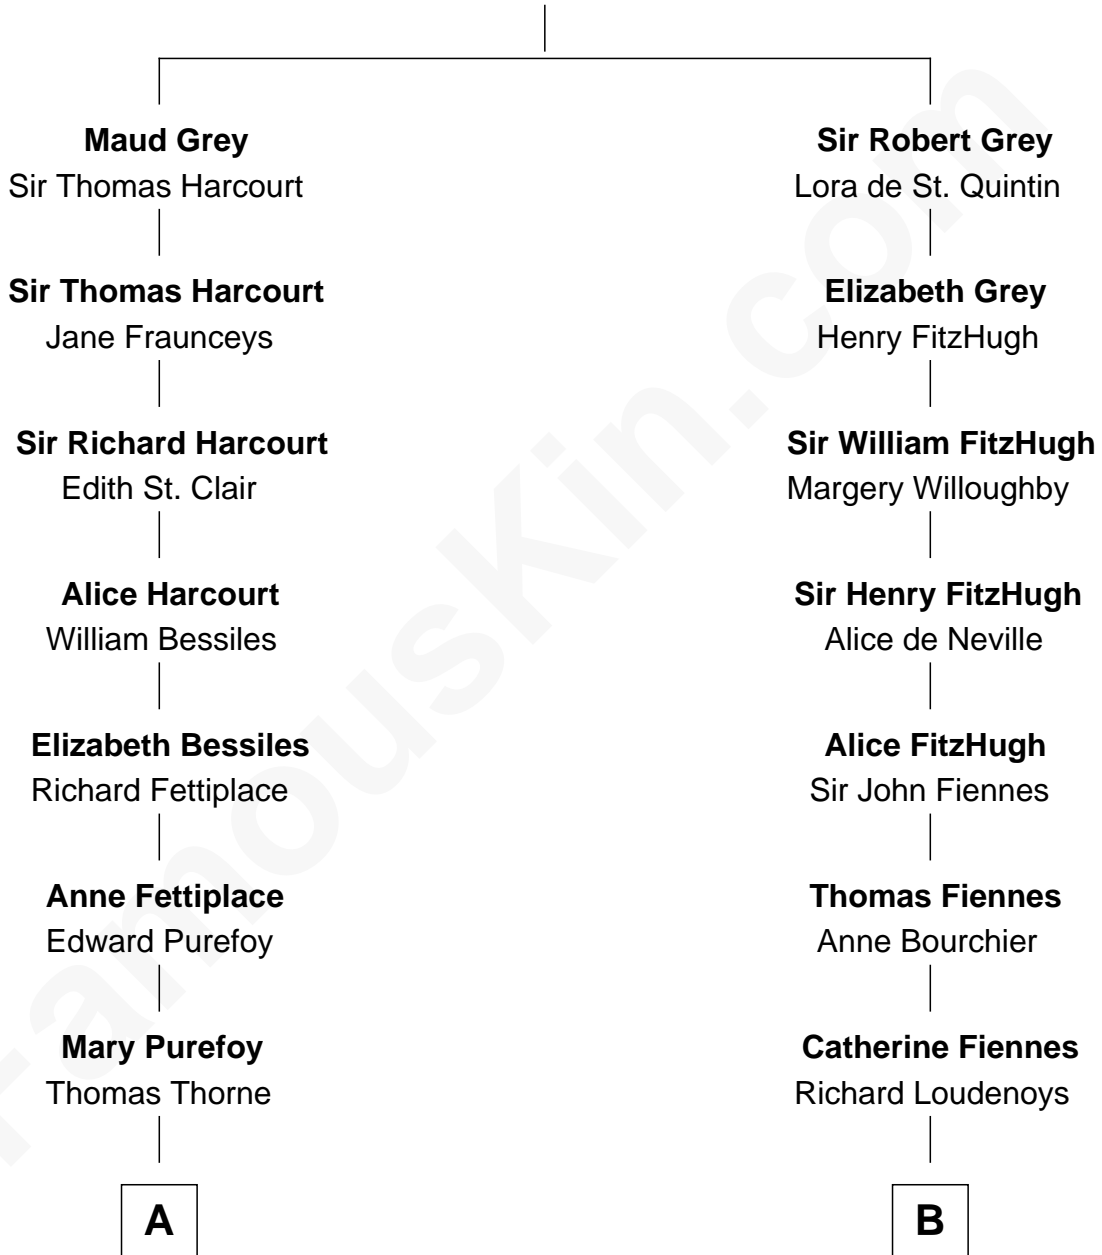 Maud Grey
Sir Thomas Harcourt
Sir Thomas Harcourt
Jane Fraunceys
Sir Richard Harcourt
Edith St. Clair
Alice Harcourt
William Bessiles
Elizabeth Bessiles
Richard Fettiplace
Anne Fettiplace
Edward Purefoy
Mary Purefoy
Thomas Thorne
A
Sir Robert Grey
Lora de St. Quintin
Elizabeth Grey
Henry FitzHugh
Sir William FitzHugh
Margery Willoughby
Sir Henry FitzHugh
Alice de Neville
Alice FitzHugh
Sir John Fiennes
Thomas Fiennes
Anne Bourchier
Catherine Fiennes
Richard Loudenoys
B
FamousKin.com